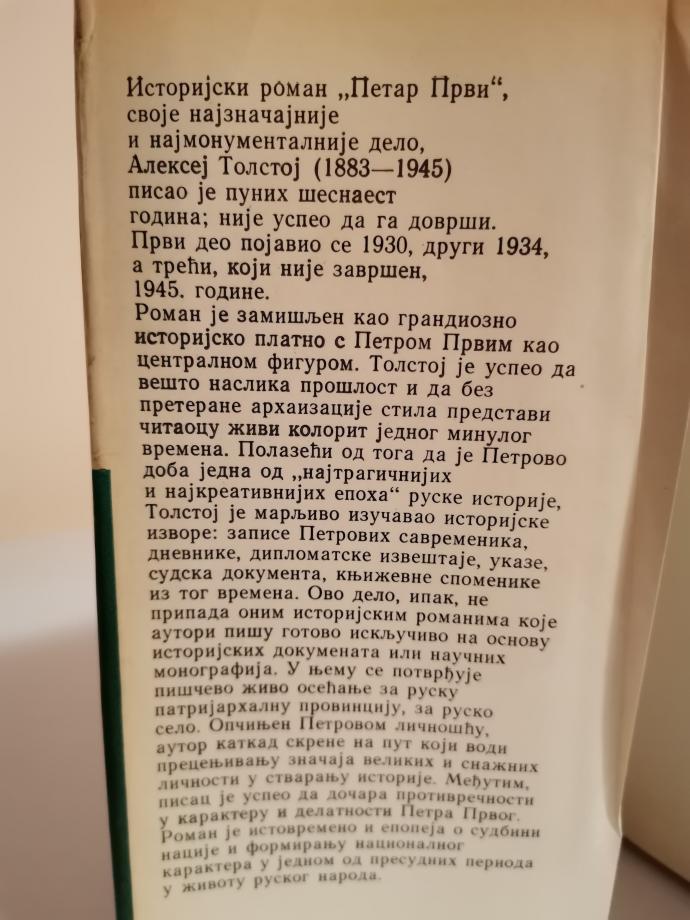 Историјски роман „Петар Први“,
своје најзначајније
и најмонументалније дело,
Алексеј Толстој (1883—1945)
писао је пуних шеснаест
година; није успео да га доврши.
Први део појавио се 1930, други 1934,
а трећи, који није завршен,
1945. године.
Роман је замишљен као грандиозно
историјско платно с Петром Првим као
централном фигуром. Толстој је успео да
вешто наслика прошлост и да без
претеране архаизације стила представи
читаоцу живи колорит једног минулог
времена. Полазећи од тога да је Петрово
доба једна од „најтрагичнијих
и најкреативнијих епоха“ руске историје,
Толстој је марљиво изучавао историјске
изворе: записе Петрових савременика,
дневнике, дипломатске извештаје, указе,
судска документа, књижевне споменике
из тог времена. Ово дело, ипак, не
припада оним историјским романима које
аутори пишу готово искључиво на основу
историјских докумената или научних
монографија. У њему се потврђује
пишчево живо осећање за руску
патријархалну провинцију, за руско
село. Опчињен Петровом личношћу,
аутор каткад скрене на пут који води
прецењивању значаја великих и снажних
личности у стварању историје. Међутим,
писац је успео да дочара противречности
у карактеру и делатности Петра Првог.
Роман је истовремено и епопеја о судбини
нације и формирању националног
карактера у једном од пресудних периода
у животу руског народа.